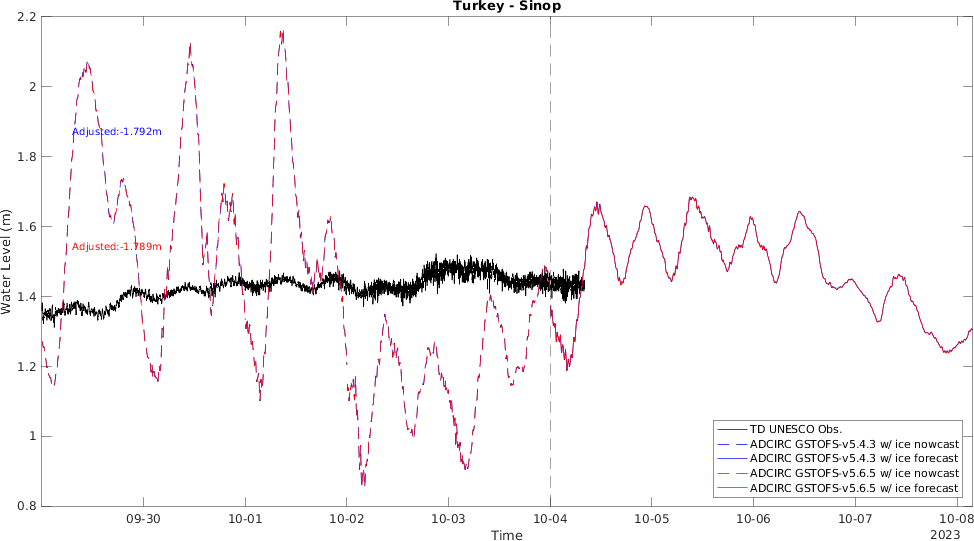 Turkey - Sinop
2.2
2
1.8
1.6
1.4
1.2
1
0.8
Water Level (m)
Adjusted:-1.792m
Adjusted:-1.789m
TD UNESCO Obs.
ADCIRC GSTOFS-v5.4.3 w/ ice nowcast
ADCIRC GSTOFS-v5.4.3 w/ ice forecast
ADCIRC GSTOFS-v5.6.5 w/ ice nowcast
ADCIRC GSTOFS-v5.6.5 w/ ice forecast
09-30 10-01 10-02 10-03 10-04 10-05 10-06 10-07 10-08
2023
Time